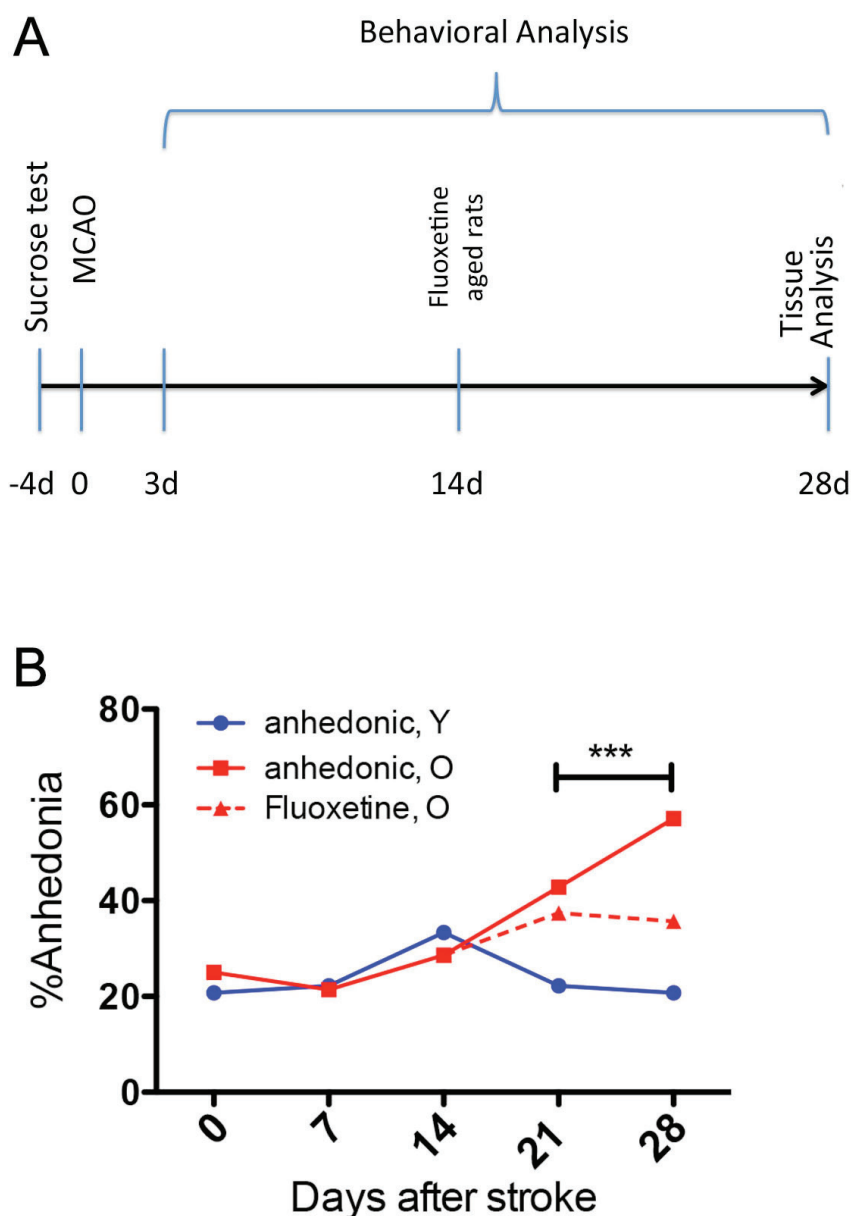 A
Behavioral Analysis
Sucrose test
MCAO
Fluoxetine
aged rats
Tissue
Analysis
-4d 0 3d 14d 28d
B
80
60
40
20
0
%Anhedonia
anhedonic, Y
anhedonic, O
Fluoxetine, O
***
0 7 14 21 28
Days after stroke